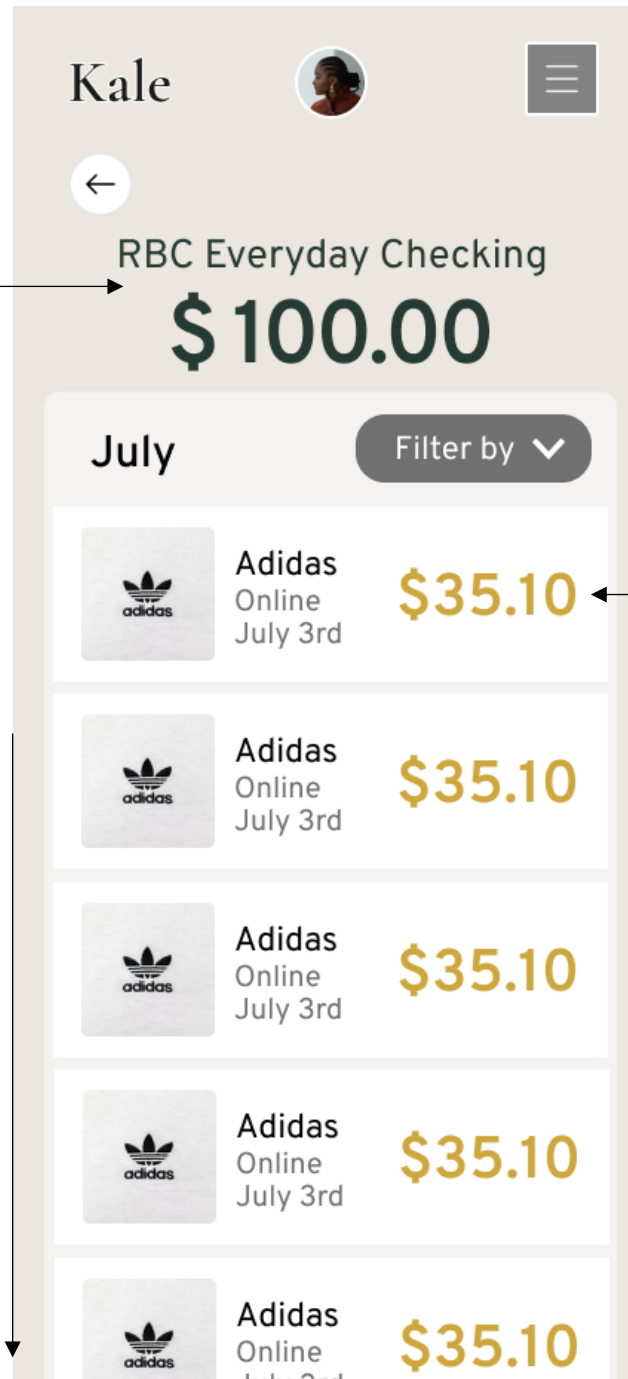 Kale
RBC Everyday Checking
$ 100.00
July
Filter by
adidas
Adidas
Online
July 3rd
$35.10
adidas
Adidas
Online
July 3rd
$35.10
adidas
Adidas
Online
July 3rd
$35.10
adidas
Adidas
Online
July 3rd
$35.10
adidas
Adidas
Online
July 3rd
$35.10